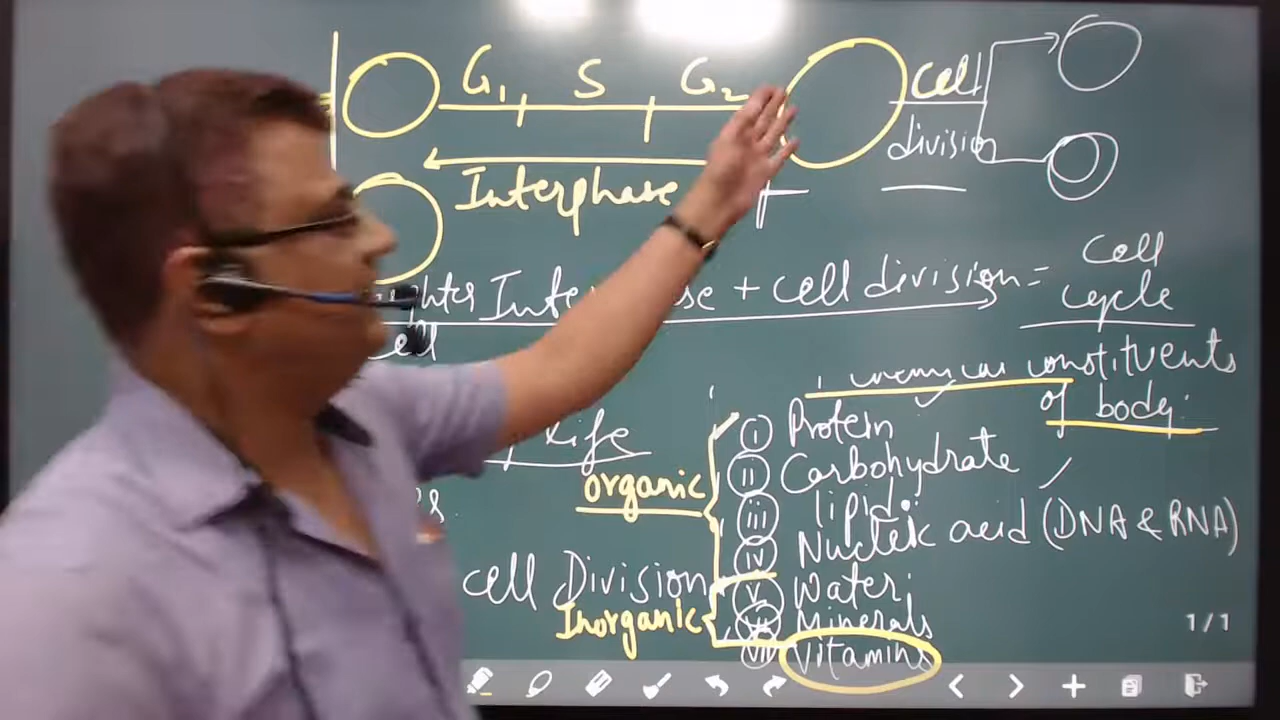 G₁ S G₂ Cell
division
Interphase
Interphase + cell division = Cell
cycle
cell
constituents
of body.
life
(i) Protein
(ii) Carbohydrate
organic
(iii) lipid
(iv) Nucleic acid (DNA & RNA)
cell Division
(v) Water
Inorganic
(vi) Minerals
(vii) Vitamins
1/1